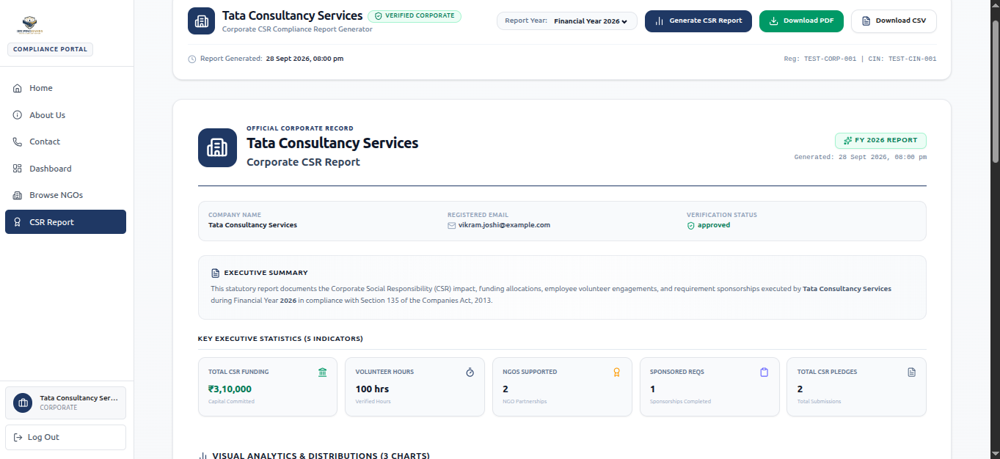 HELPING HANDS
COMPLIANCE PORTAL
Home
About Us
Contact
Dashboard
Browse NGOs
CSR Report
Tata Consultancy Ser...
CORPORATE
Log Out
Tata Consultancy Services
VERIFIED CORPORATE
Corporate CSR Compliance Report Generator
Report Year: Financial Year 2026
Generate CSR Report
Download PDF
Download CSV
Report Generated: 28 Sept 2026, 08:00 pm
Reg: TEST-CORP-001 | CIN: TEST-CIN-001
OFFICIAL CORPORATE RECORD
Tata Consultancy Services
Corporate CSR Report
FY 2026 REPORT
Generated: 28 Sept 2026, 08:00 pm
COMPANY NAME
Tata Consultancy Services
REGISTERED EMAIL
vikram.joshi@example.com
VERIFICATION STATUS
approved
EXECUTIVE SUMMARY
This statutory report documents the Corporate Social Responsibility (CSR) impact, funding allocations, employee volunteer engagements, and requirement sponsorships executed by Tata Consultancy Services
during Financial Year 2026 in compliance with Section 135 of the Companies Act, 2013.
KEY EXECUTIVE STATISTICS (5 INDICATORS)
TOTAL CSR FUNDING
₹3,10,000
Capital Committed
VOLUNTEER HOURS
100 hrs
Verified Hours
NGOS SUPPORTED
2
NGO Partnerships
SPONSORED REQS
1
Sponsorships Completed
TOTAL CSR PLEDGES
2
Total Submissions
VISUAL ANALYTICS & DISTRIBUTIONS (3 CHARTS)